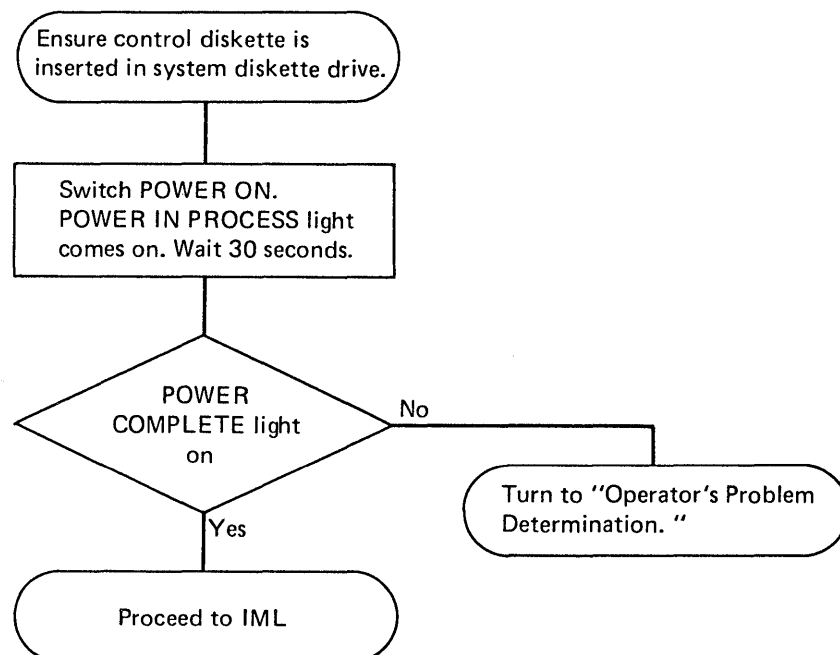 Ensure control diskette is
inserted in system diskette drive.
Switch POWER ON.
POWER IN PROCESS light
comes on. Wait 30 seconds.
POWER
COMPLETE light
on
No
Turn to "Operator's Problem
Determination. "
Yes
Proceed to IML